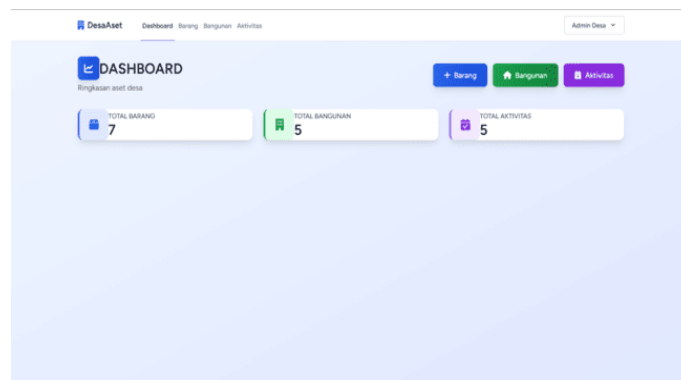 DesaAset Dashboard Barang Bangunan Aktivitas Admin Desa
DASHBOARD
Ringkasan aset desa
+ Barang Bangunan Aktivitas
TOTAL BARANG
7
TOTAL BANGUNAN
5
TOTAL AKTIVITAS
5